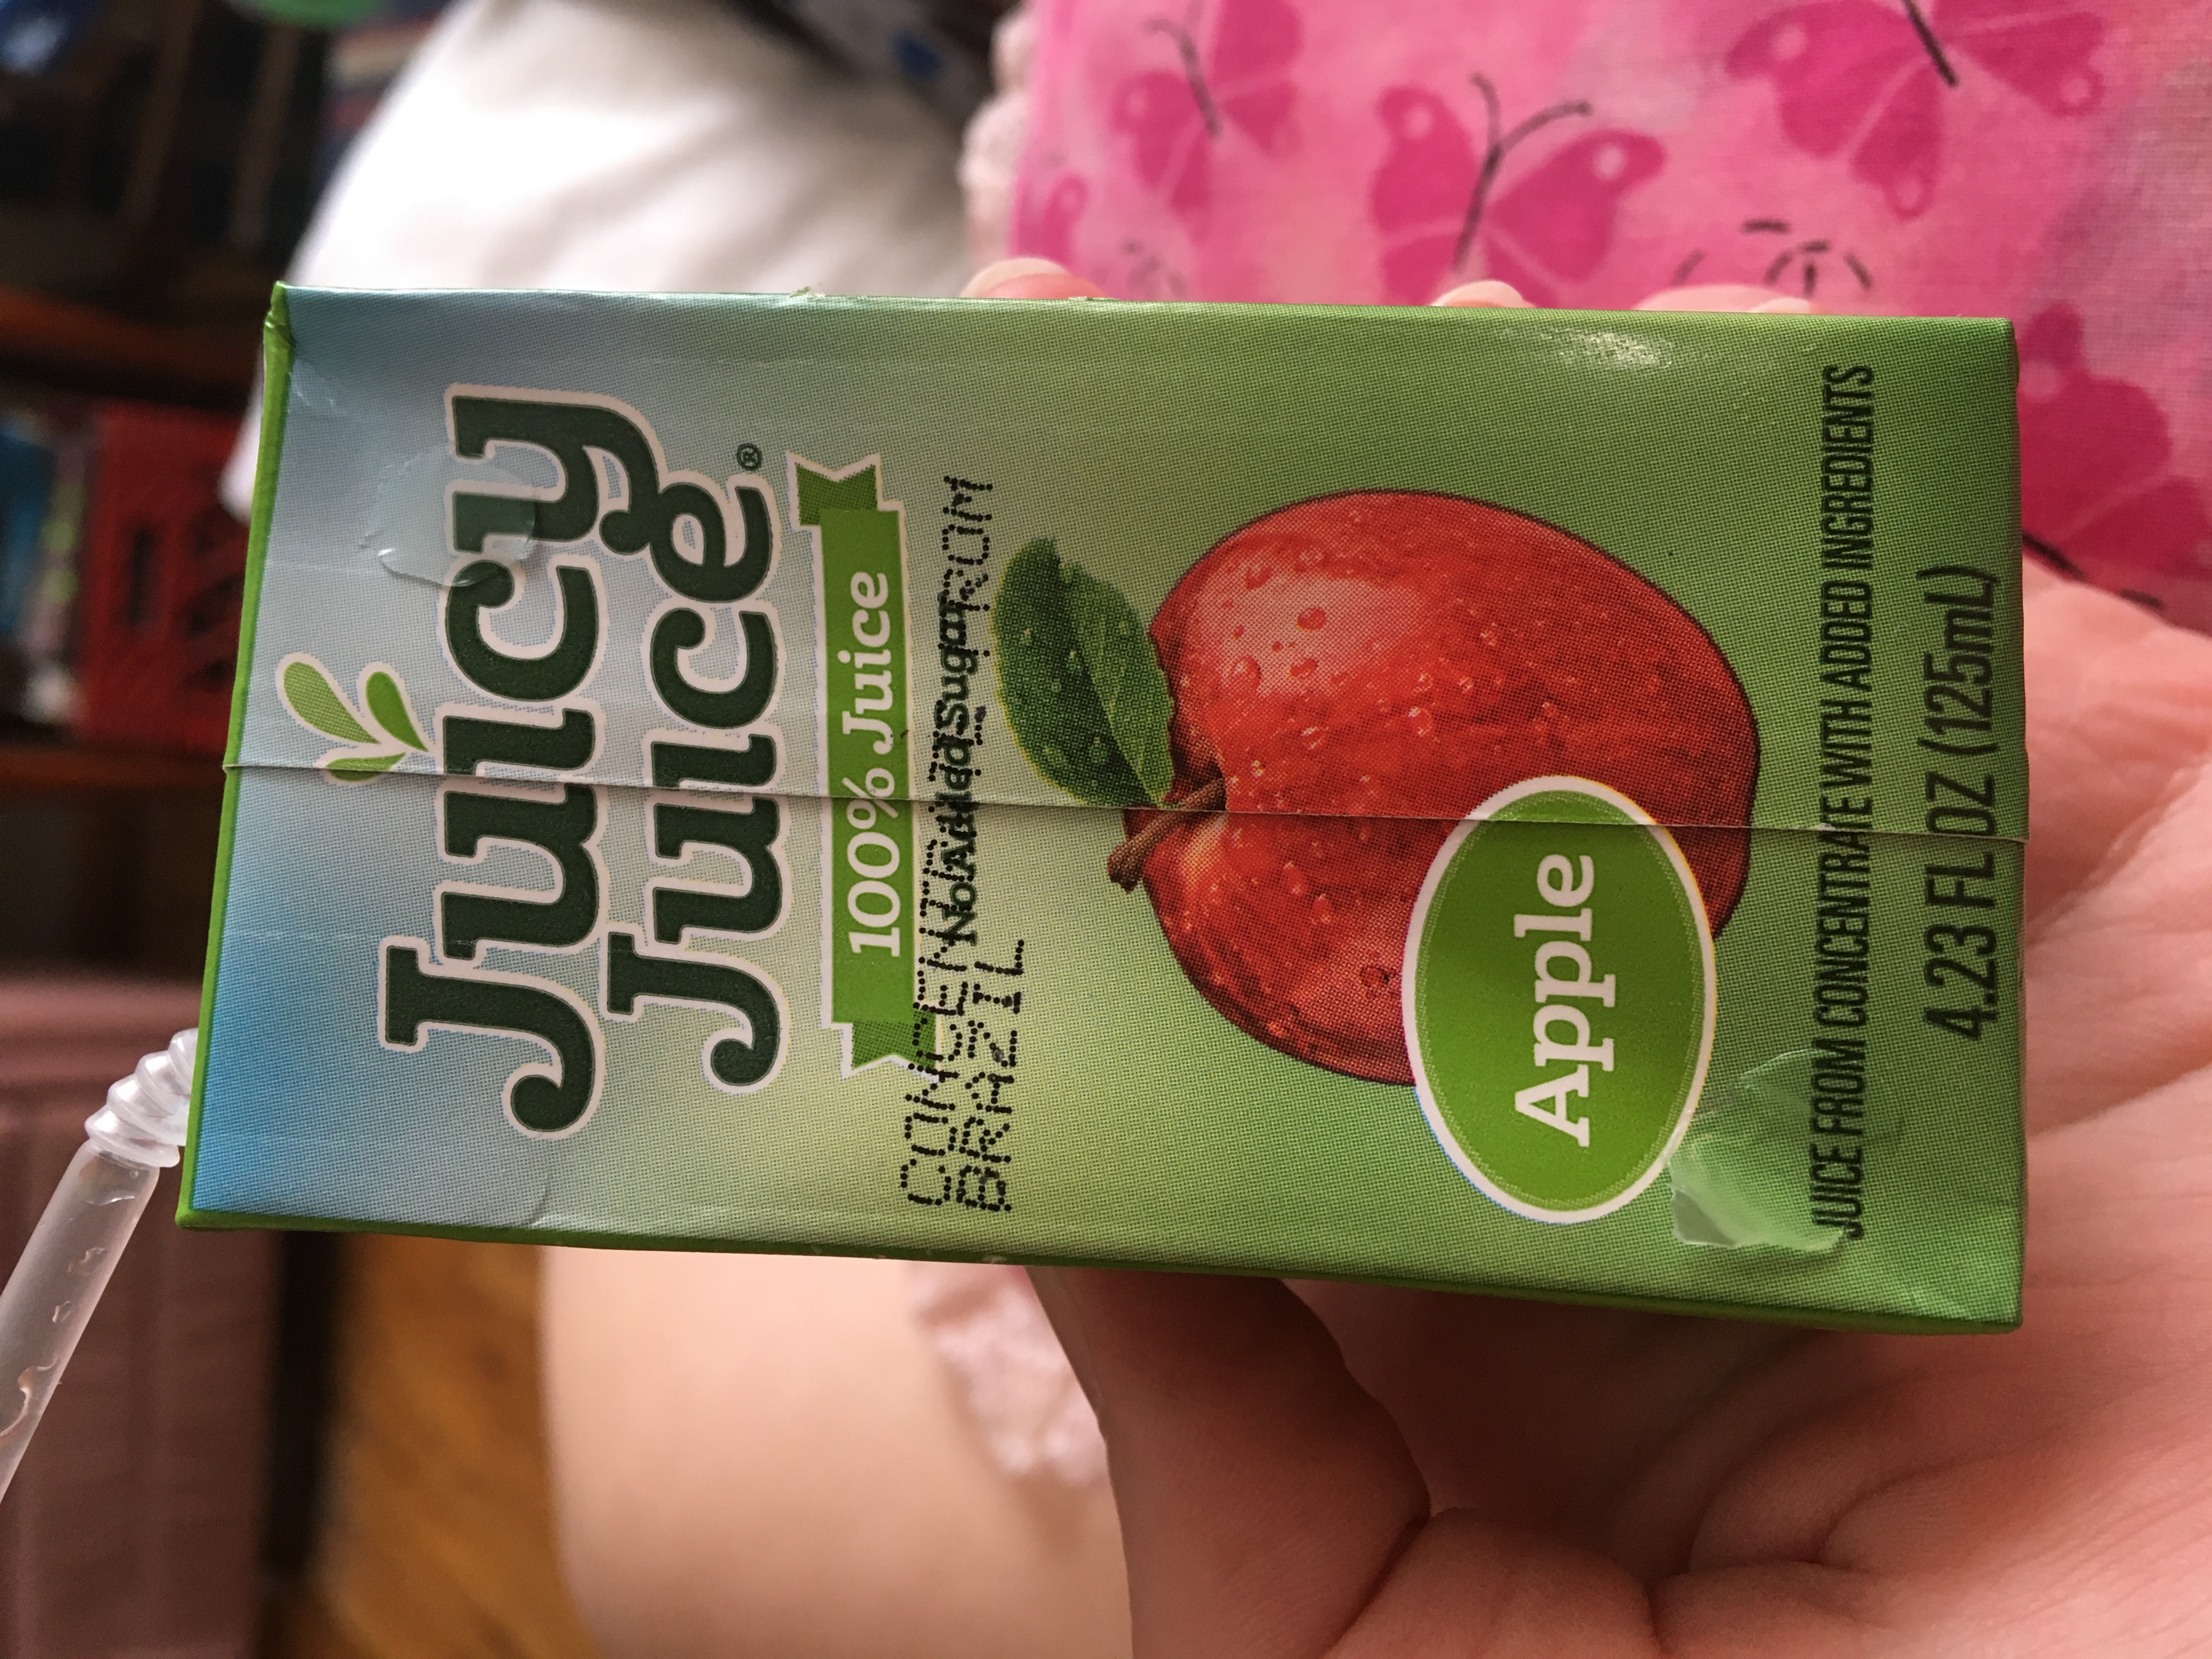 Juicy
Juice®
100% Juice
No Added Sugar
CONCENTRATE FROM
BRAZIL
Apple
JUICE FROM CONCENTRATE WITH ADDED INGREDIENTS
4.23 FL OZ (125mL)